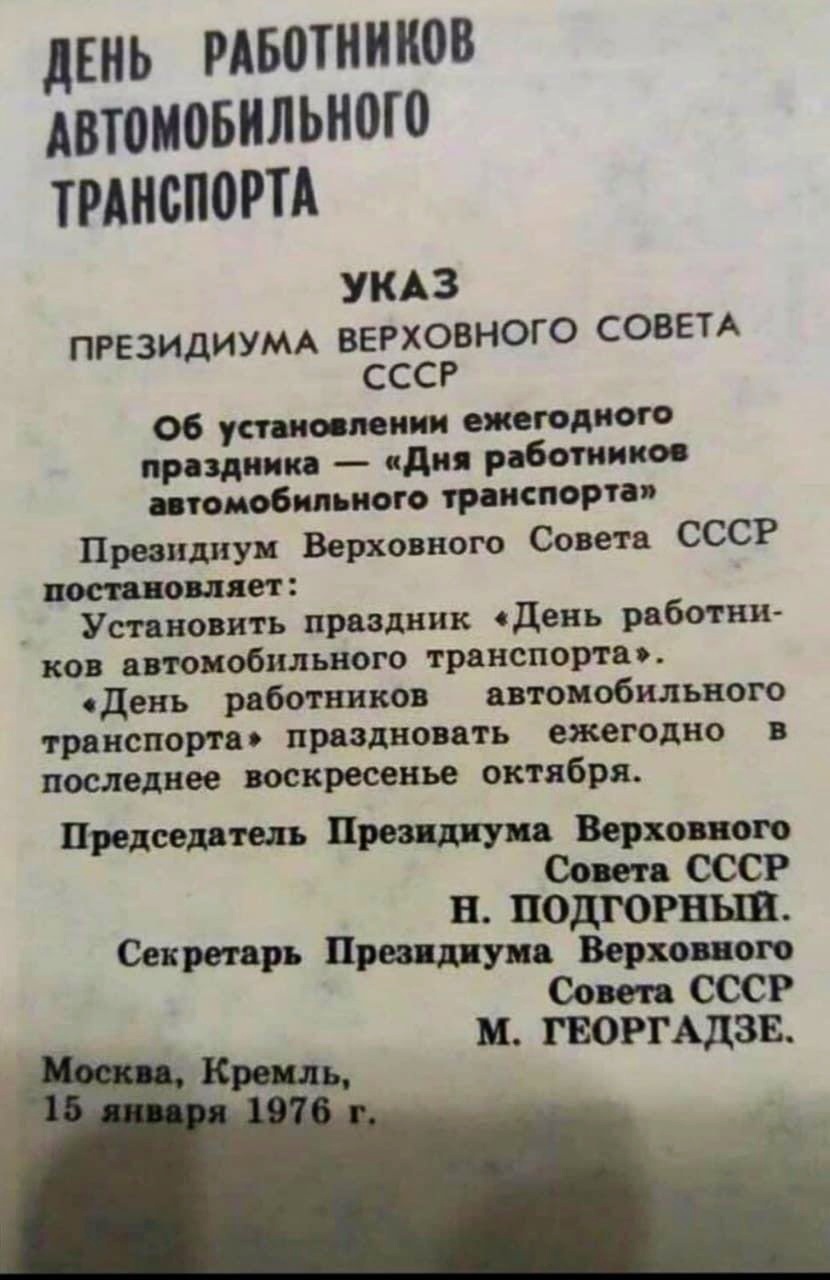 ДЕНЬ РАБОТНИКОВ
АВТОМОБИЛЬНОГО
ТРАНСПОРТА
УКАЗ
ПРЕЗИДИУМА ВЕРХОВНОГО СОВЕТА
СССР
Об установлении ежегодного
праздника — «Дня работников
автомобильного транспорта»
Президиум Верховного Совета СССР
постановляет:
Установить праздник «День работни-
ков автомобильного транспорта».
«День работников автомобильного
транспорта» праздновать ежегодно в
последнее воскресенье октября.
Председатель Президиума Верховного
Совета СССР
Н. ПОДГОРНЫЙ.
Секретарь Президиума Верховного
Совета СССР
М. ГЕОРГАДЗЕ.
Москва, Кремль,
15 января 1976 г.